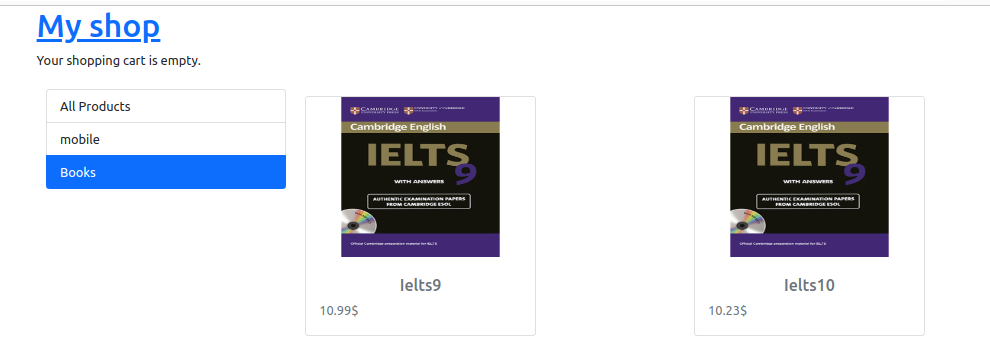 My shop
Your shopping cart is empty.
All Products
mobile
Books
CAMBRIDGE
UNIVERSITY PRESS
Cambridge English
IELTS 9
WITH ANSWERS
AUTHENTIC EXAMINATION PAPERS
FROM CAMBRIDGE ESOL
Official Cambridge preparation material for IELTS
Ielts9
10.99$
CAMBRIDGE
UNIVERSITY PRESS
Cambridge English
IELTS 9
WITH ANSWERS
AUTHENTIC EXAMINATION PAPERS
FROM CAMBRIDGE ESOL
Official Cambridge preparation material for IELTS
Ielts10
10.23$